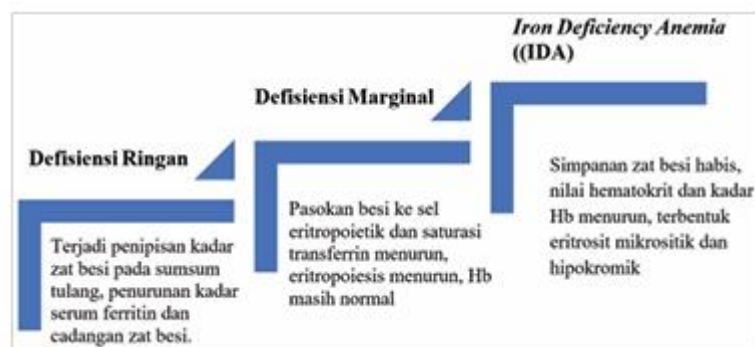 Defisiensi Ringan
Terjadi penipisan kadar
zat besi pada sumsum
tulang, penurunan kadar
serum ferritin dan
cadangan zat besi.
Defisiensi Marginal
Pasokan besi ke sel
eritropoietik dan saturasi
transferrin menurun,
eritropoiesis menurun, Hb
masih normal
Iron Deficiency Anemia
((IDA)
Simpanan zat besi habis,
nilai hematokrit dan kadar
Hb menurun, terbentuk
eritrosit mikrositik dan
hipokromik